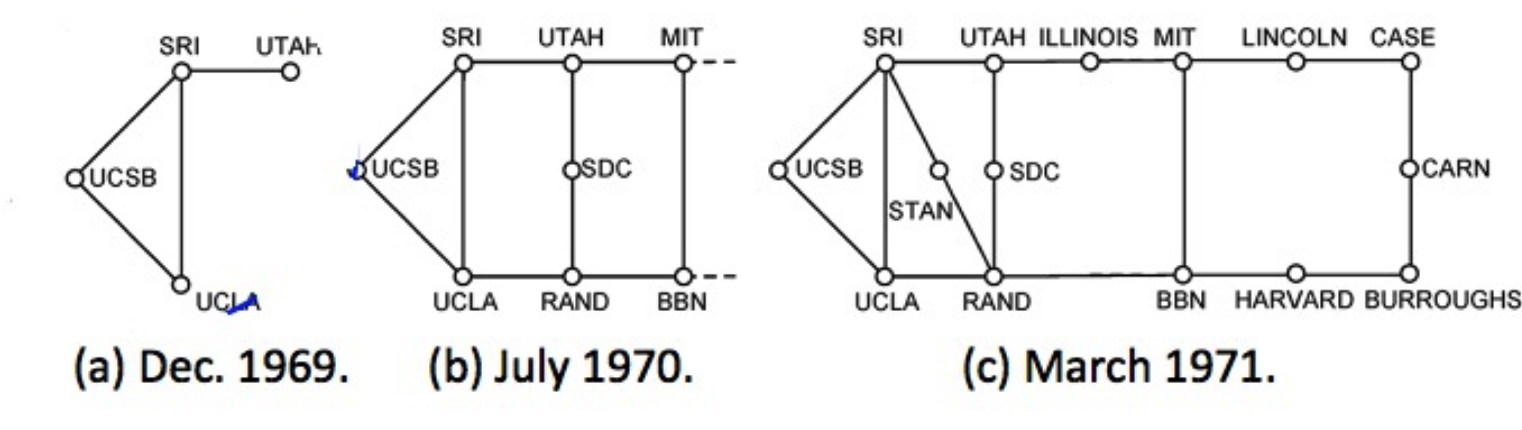 SRI UTAH
UCSB
UCLA
(a) Dec. 1969.
SRI UTAH MIT
UCSB SDC
UCLA RAND BBN
(b) July 1970.
SRI UTAH ILLINOIS MIT LINCOLN CASE
UCSB SDC CARN
STAN
UCLA RAND BBN HARVARD BURROUGHS
(c) March 1971.